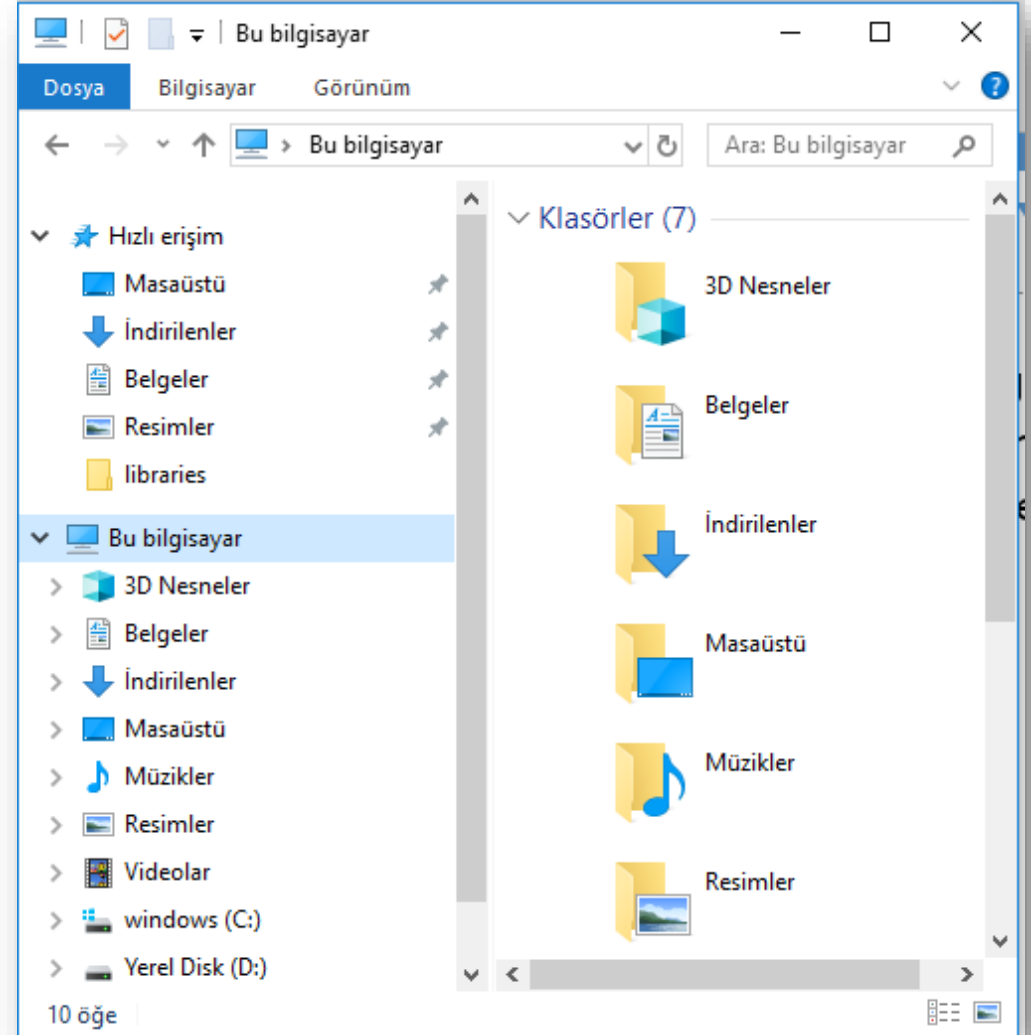 Bu bilgisayar
Dosya Bilgisayar Görünüm
Bu bilgisayar Ara: Bu bilgisayar
Hızlı erişim
Masaüstü
İndirilenler
Belgeler
Resimler
libraries
Bu bilgisayar
3D Nesneler
Belgeler
İndirilenler
Masaüstü
Müzikler
Resimler
Videolar
windows (C:)
Yerel Disk (D:)
Klasörler (7)
3D Nesneler
Belgeler
İndirilenler
Masaüstü
Müzikler
Resimler
10 öğe